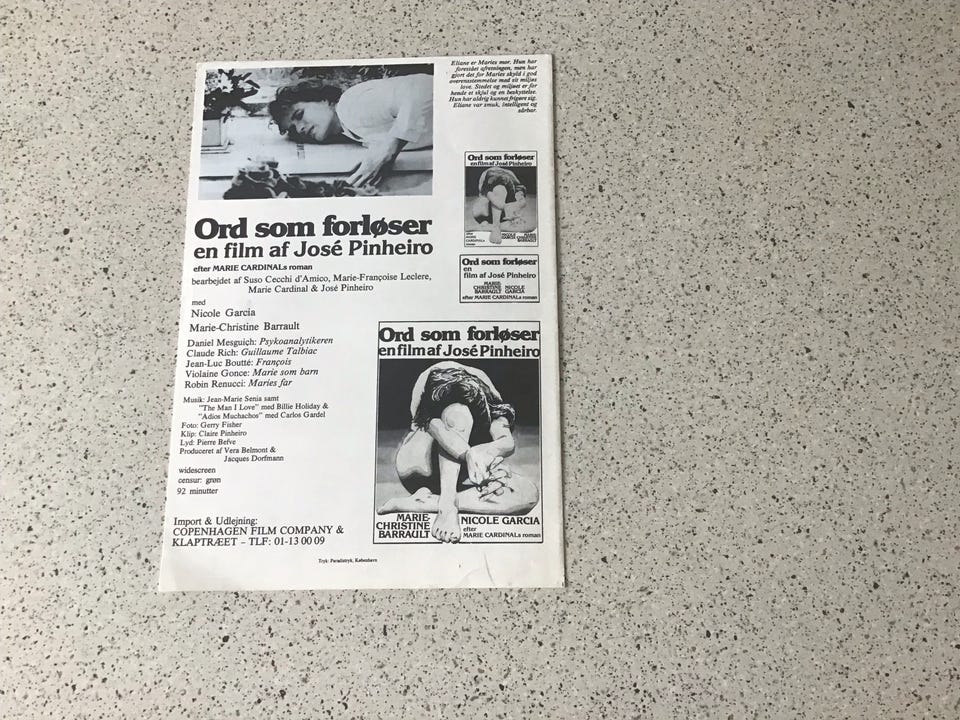 Eliane er Maries mor. Hun har
forestået afretningen, men har
gjort det for Maries skyld i god
overensstemmelse med sit miljøs
love. Stedet og miljøet er for
hende et skjul og en beskyttelse.
Hun har aldrig kunnet frigøre sig.
Eliane var smuk, intelligent og
sårbar.
Ord som forløser
en film af José Pinheiro
efter MARIE CARDINALs roman
bearbejdet af Suso Cecchi d'Amico, Marie-Françoise Leclere,
Marie Cardinal & José Pinheiro
med
Nicole Garcia
Marie-Christine Barrault
Daniel Mesguich: Psykoanalytikeren
Claude Rich: Guillaume Talbiac
Jean-Luc Boutté: François
Violaine Gonce: Marie som barn
Robin Renucci: Maries far
Musik: Jean-Marie Senia samt
"The Man I Love" med Billie Holiday &
"Adios Muchachos" med Carlos Gardel
Foto: Gerry Fisher
Klip: Claire Pinheiro
Lyd: Pierre Befve
Produceret af Vera Belmont &
Jacques Dorfmann
widescreen
censur: grøn
92 minutter
Import & Udlejning:
COPENHAGEN FILM COMPANY &
KLAPTRÆET – TLF: 01-13 00 09
Tryk: Paradistryk, København
Ord som forløser
en film af José Pinheiro
NICOLE
GARCIA
MARIE
CHRISTINE
BARRAULT
Ord som forløser
en
film af José Pinheiro
MARIE-
CHRISTINE
BARRAULT
NICOLE
GARCIA
efter MARIE CARDINALs roman
Ord som forløser
en film af José Pinheiro
MARIE-
CHRISTINE
BARRAULT
NICOLE GARCIA
efter
MARIE CARDINALs roman